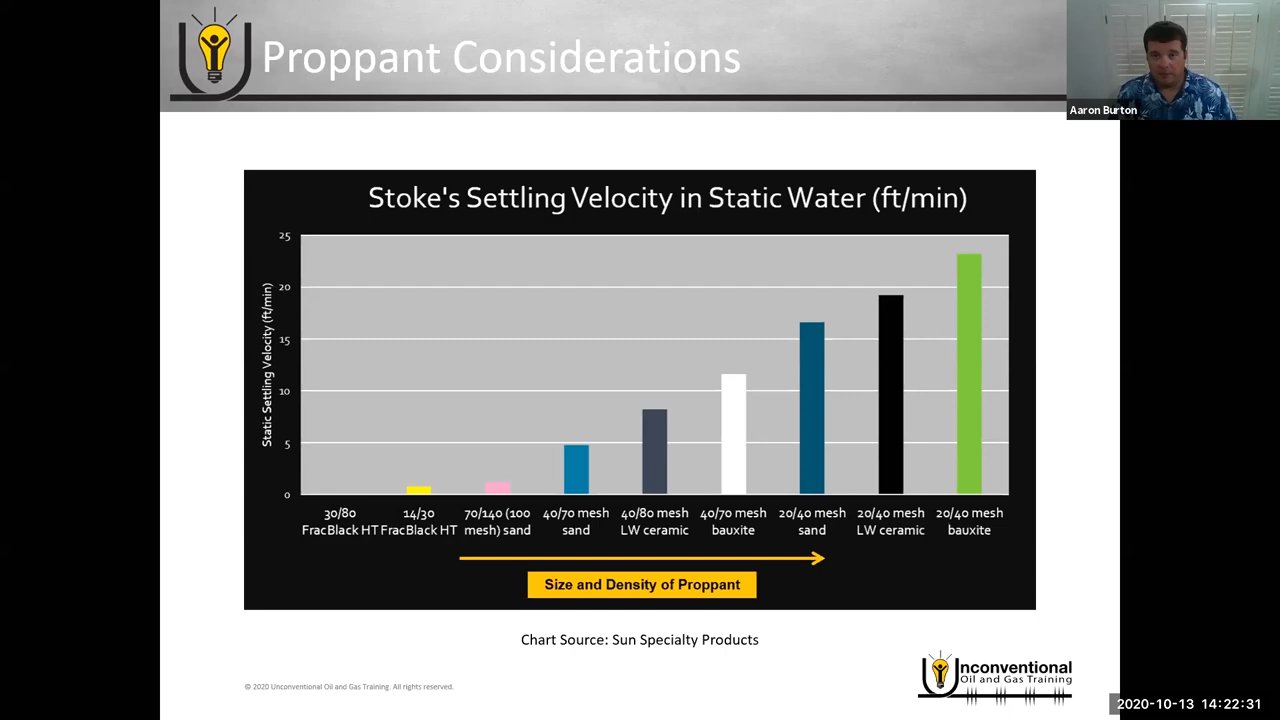 Proppant Considerations
Aaron Burton
Stoke's Settling Velocity in Static Water (ft/min)
Static Settling Velocity (ft/min)
25
20
15
10
5
0
30/80 FracBlack HT
14/30 FracBlack HT
70/140 (100 mesh) sand
40/70 mesh sand
40/80 mesh LW ceramic
40/70 mesh bauxite
20/40 mesh sand
20/40 mesh LW ceramic
20/40 mesh bauxite
Size and Density of Proppant
Chart Source: Sun Specialty Products
© 2020 Unconventional Oil and Gas Training. All rights reserved.
Unconventional
Oil and Gas Training
2020-10-13 14:22:31